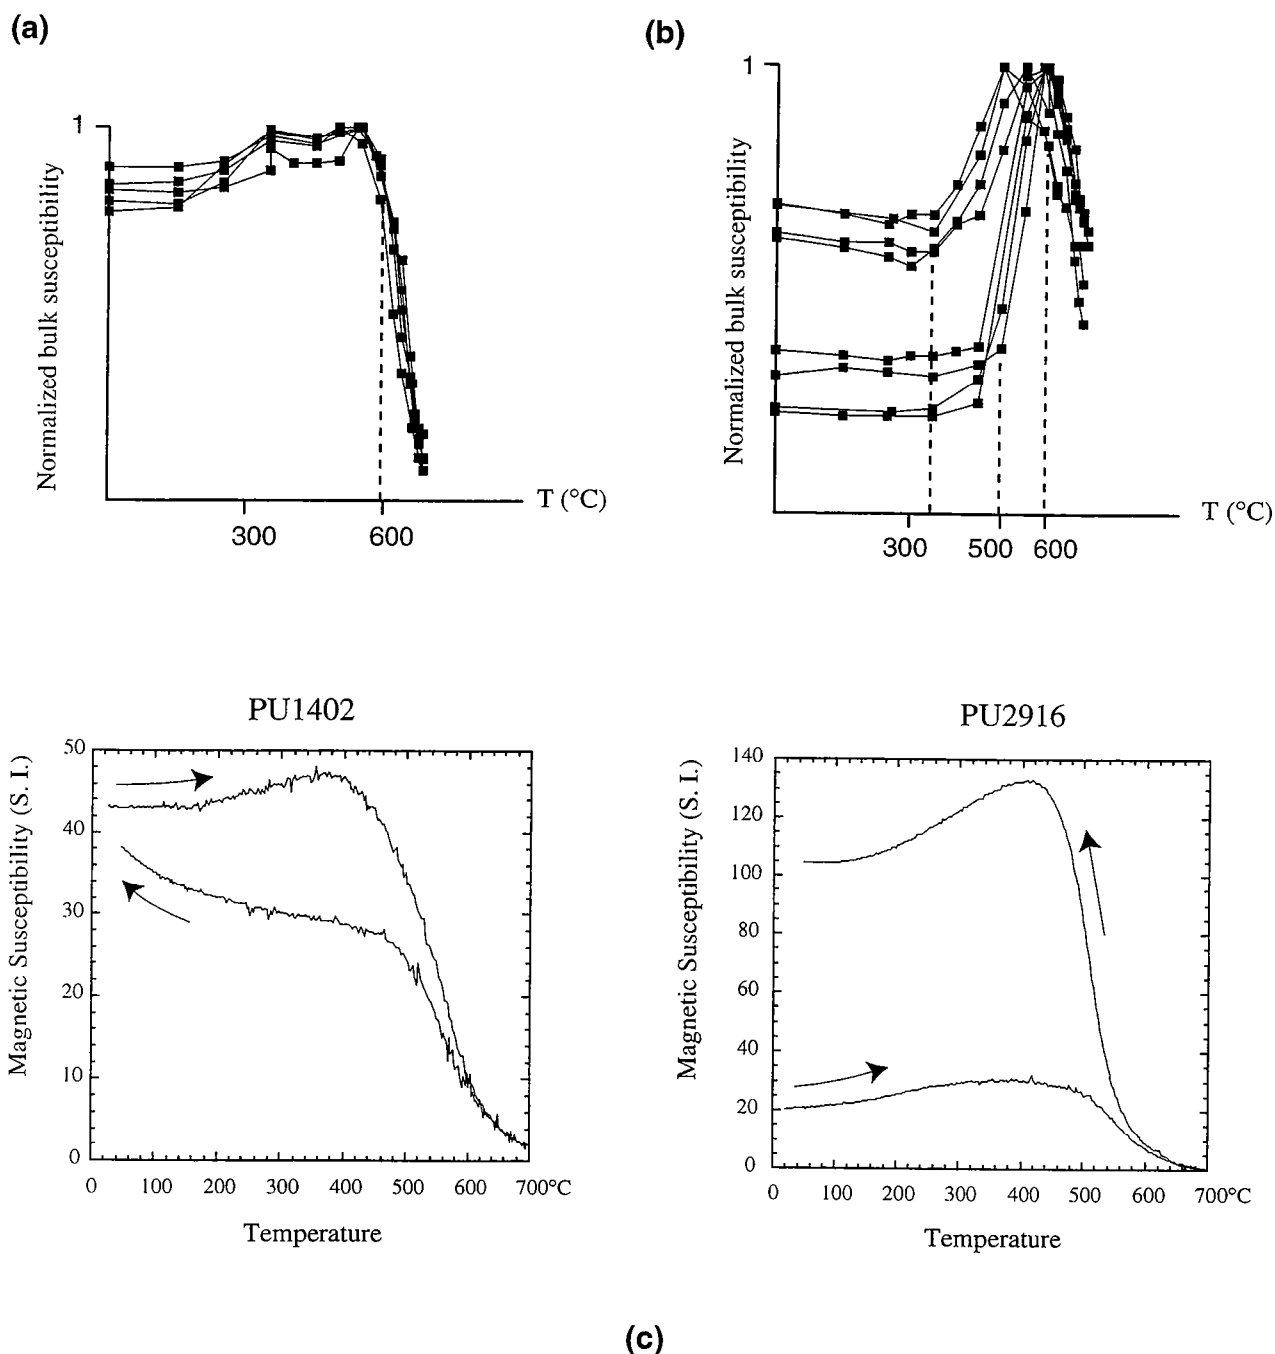 (a)
1
Normalized bulk susceptibility
T (°C)
300
600
(b)
1
Normalized bulk susceptibility
T (°C)
300
500
600
PU1402
50
40
30
20
10
0
Magnetic Susceptibility (S. I.)
0 100 200 300 400 500 600 700°C
Temperature
PU2916
140
120
100
80
60
40
20
0
Magnetic Susceptibility (S. I.)
0 100 200 300 400 500 600 700°C
Temperature
(c)